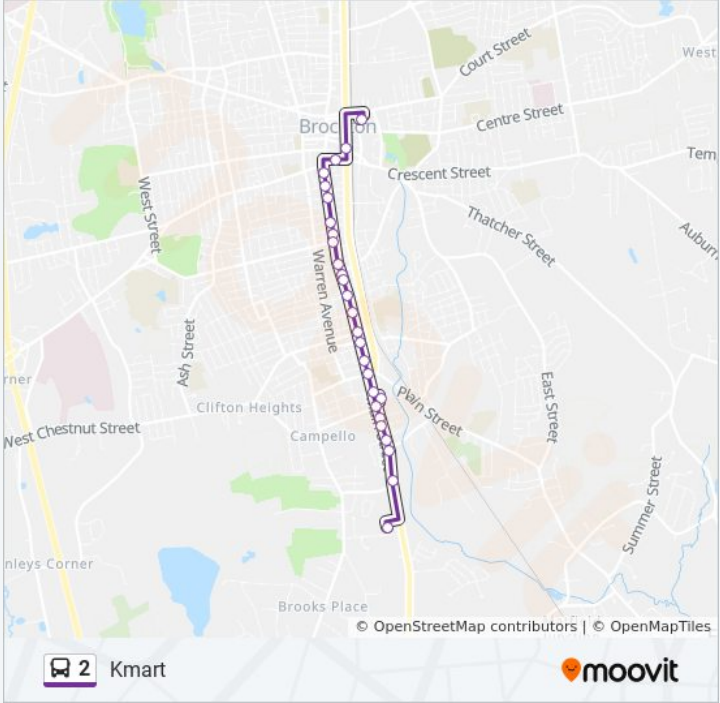 Court Street
West
Centre Street
Brockton
Tem
Crescent Street
West Street
Thatcher Street
Auburn
Warren Avenue
Ash Street
rner
Plain Street
East Street
Clifton Heights
West Chestnut Street
Campello
Summer Street
nleys Corner
Brooks Place
© OpenStreetMap contributors | © OpenMapTiles
2 Kmart
moovit